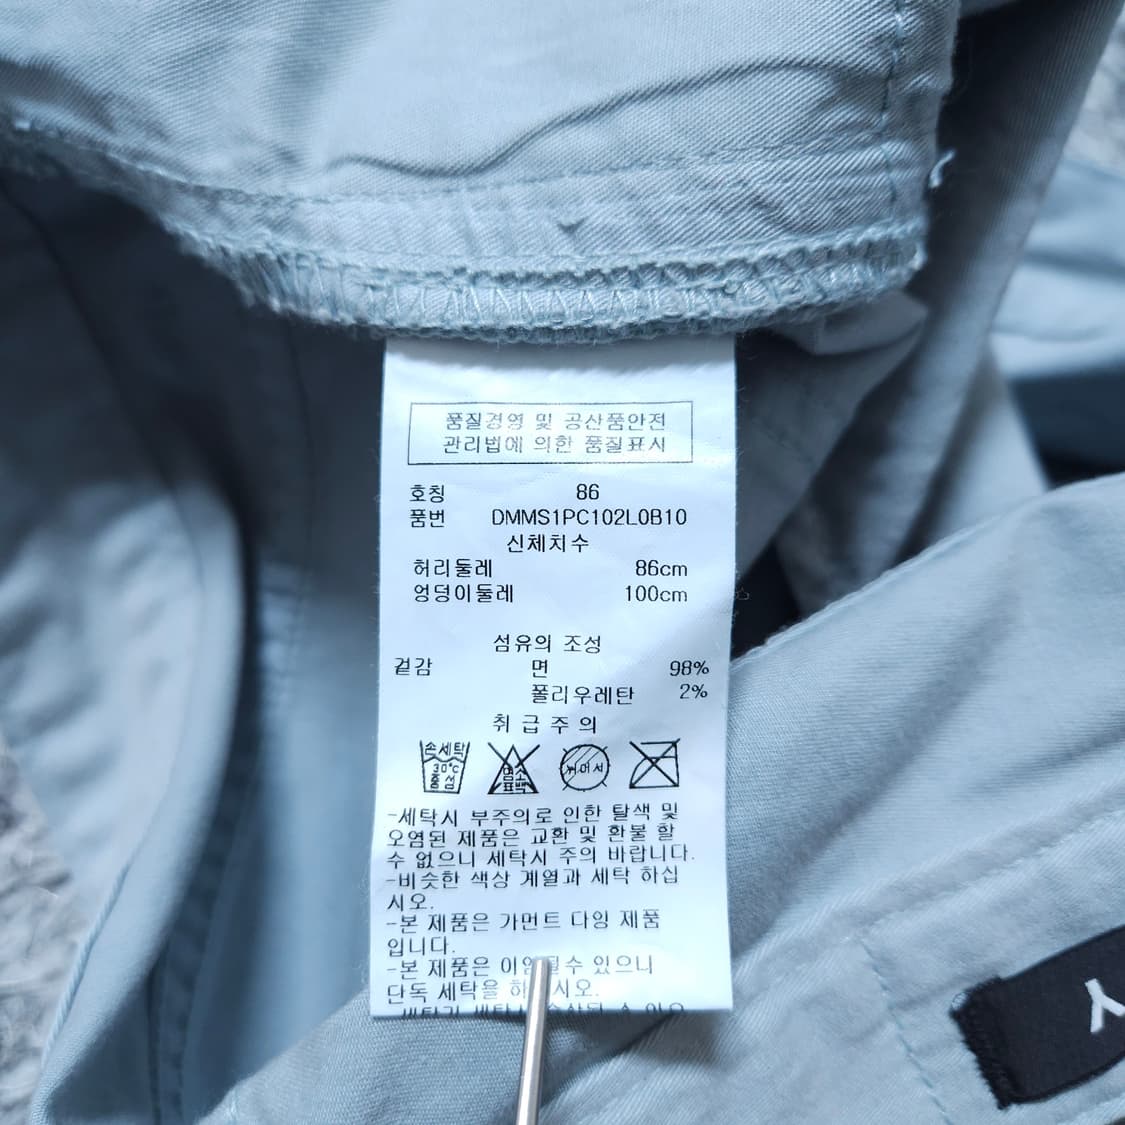 품질경영 및 공산품안전
관리법에 의한 품질표시
호칭 86
품번 DMMS1PC102L0B10
신체치수
허리둘레 86cm
엉덩이둘레 100cm
섬유의 조성
겉감 면 98%
폴리우레탄 2%
취급주의
손세탁
30℃
중성
염소
표백
뉘어서
-세탁시 부주의로 인한 탈색 및
오염된 제품은 교환 및 환불 할
수 없으니 세탁시 주의 바랍니다.
-비슷한 색상 계열과 세탁 하십
시오.
-본 제품은 가먼트 다잉 제품
입니다.
-본 제품은 이염될수 있으니
단독 세탁을 하십시오.
Y